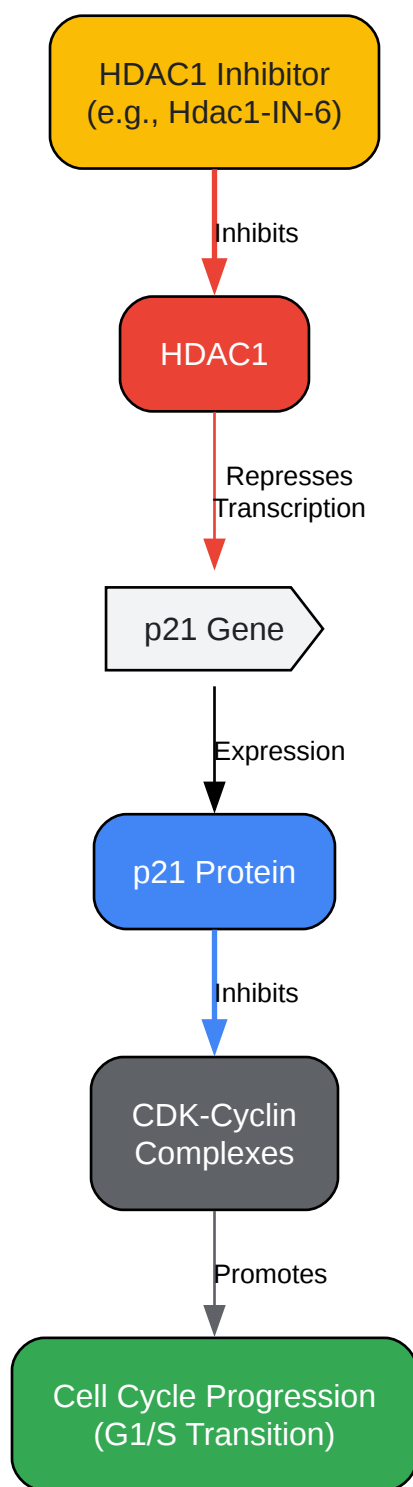 HDAC1 Inhibitor
(e.g., Hdac1-IN-6)
Inhibits
HDAC1
Represses
Transcription
p21 Gene
Expression
p21 Protein
Inhibits
CDK-Cyclin
Complexes
Promotes
Cell Cycle Progression
(G1/S Transition)